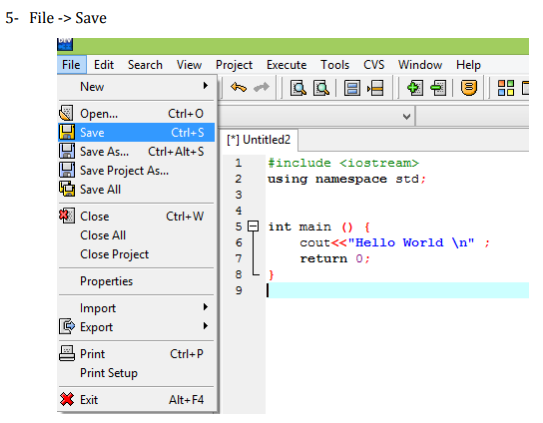 5- File -> Save
File Edit Search View Project Execute Tools CVS Window Help
New
Open... Ctrl+O
Save Ctrl+S
Save As... Ctrl+Alt+S
Save Project As...
Save All
Close Ctrl+W
Close All
Close Project
Properties
Import
Export
Print Ctrl+P
Print Setup
Exit Alt+F4
[*] Untitled2
1 #include <iostream>
2 using namespace std;
3
4
5 int main () {
6 cout<<"Hello World \n" ;
7 return 0;
8 }
9